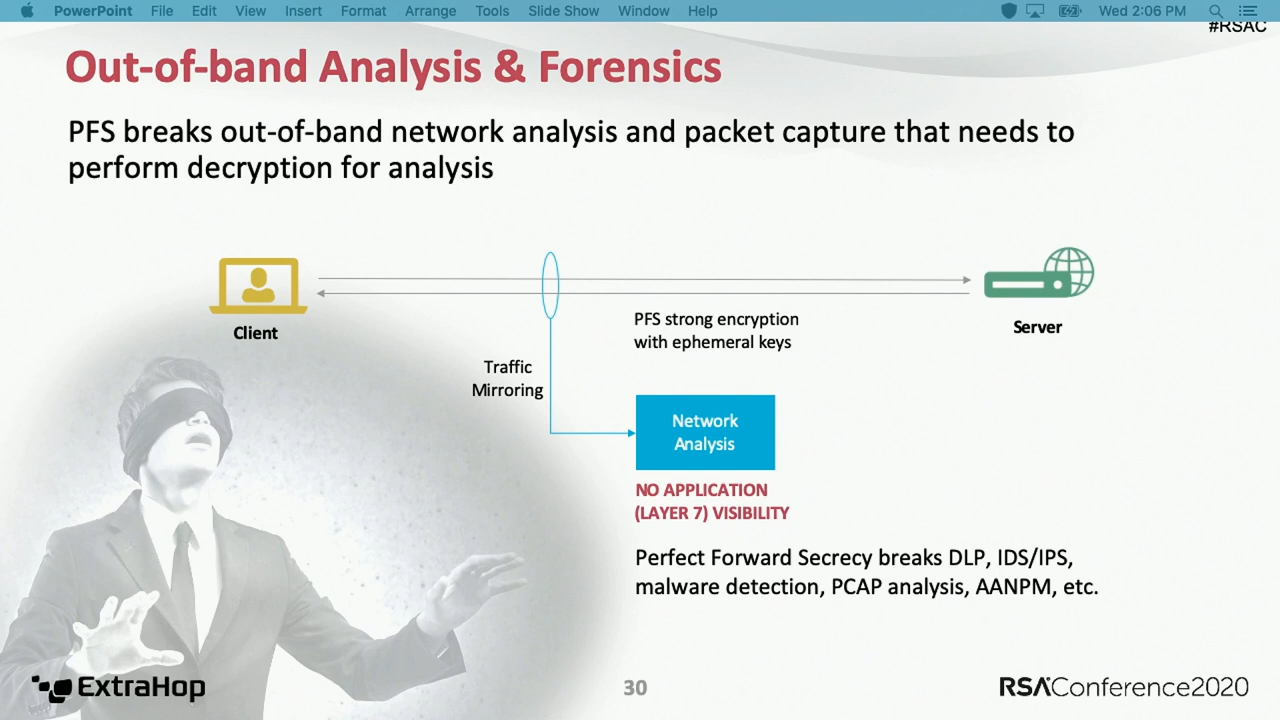 PowerPoint File Edit View Insert Format Arrange Tools Slide Show Window Help Wed 2:06 PM
#RSAC
Out-of-band Analysis & Forensics
PFS breaks out-of-band network analysis and packet capture that needs to
perform decryption for analysis
Client
PFS strong encryption
with ephemeral keys
Server
Traffic
Mirroring
Network
Analysis
NO APPLICATION
(LAYER 7) VISIBILITY
Perfect Forward Secrecy breaks DLP, IDS/IPS,
malware detection, PCAP analysis, AANPM, etc.
ExtraHop
30
RSAConference2020